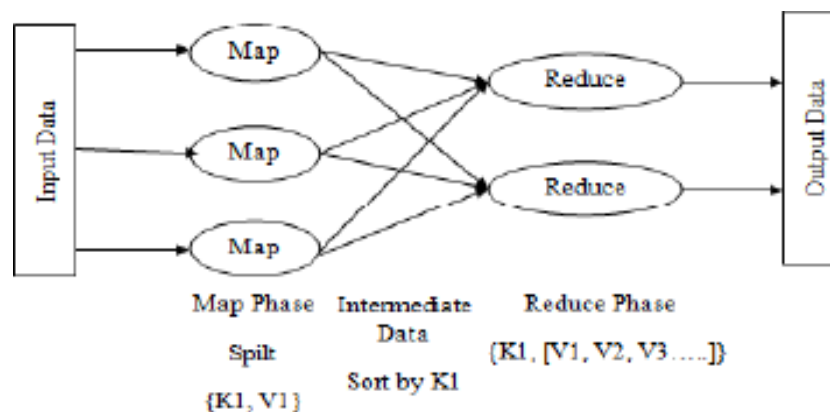 Input Data
Map
Map
Map
Reduce
Reduce
Output Data
Map Phase
Spilt
{K1, V1}
Intermediate
Data
Sort by K1
Reduce Phase
{K1, [V1, V2, V3.....]}